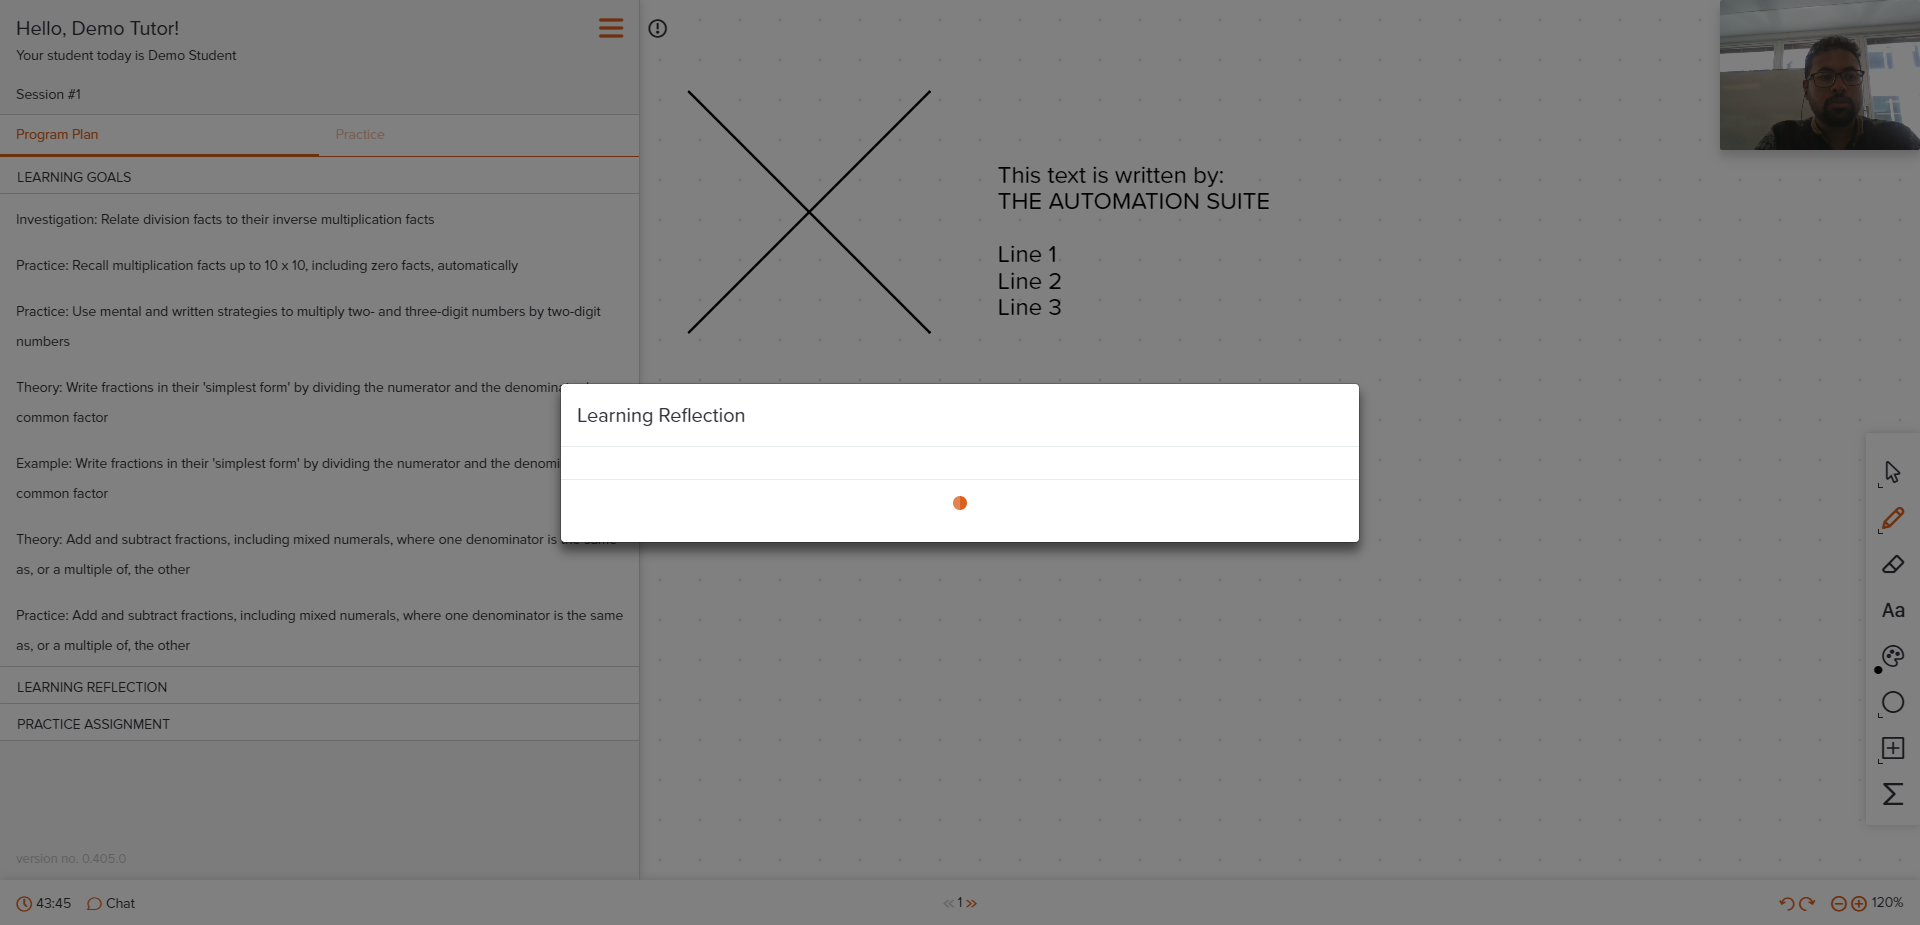 Hello, Demo Tutor!
Your student today is Demo Student
Session #1
Program Plan
Practice
LEARNING GOALS
Investigation: Relate division facts to their inverse multiplication facts
Practice: Recall multiplication facts up to 10 x 10, including zero facts, automatically
Practice: Use mental and written strategies to multiply two- and three-digit numbers by two-digit
numbers
Theory: Write fractions in their 'simplest form' by dividing the numerator and the
common factor
Example: Write fractions in their 'simplest form' by dividing the numerator and the
common factor
Theory: Add and subtract fractions, including mixed numerals, where one denominator is the same
as, or a multiple of, the other
Practice: Add and subtract fractions, including mixed numerals, where one denominator is the same
as, or a multiple of, the other
LEARNING REFLECTION
PRACTICE ASSIGNMENT
version no. 0.405.0
This text is written by:
THE AUTOMATION SUITE
Line 1
Line 2
Line 3
Learning Reflection
Aa
43:45
Chat
1
120%